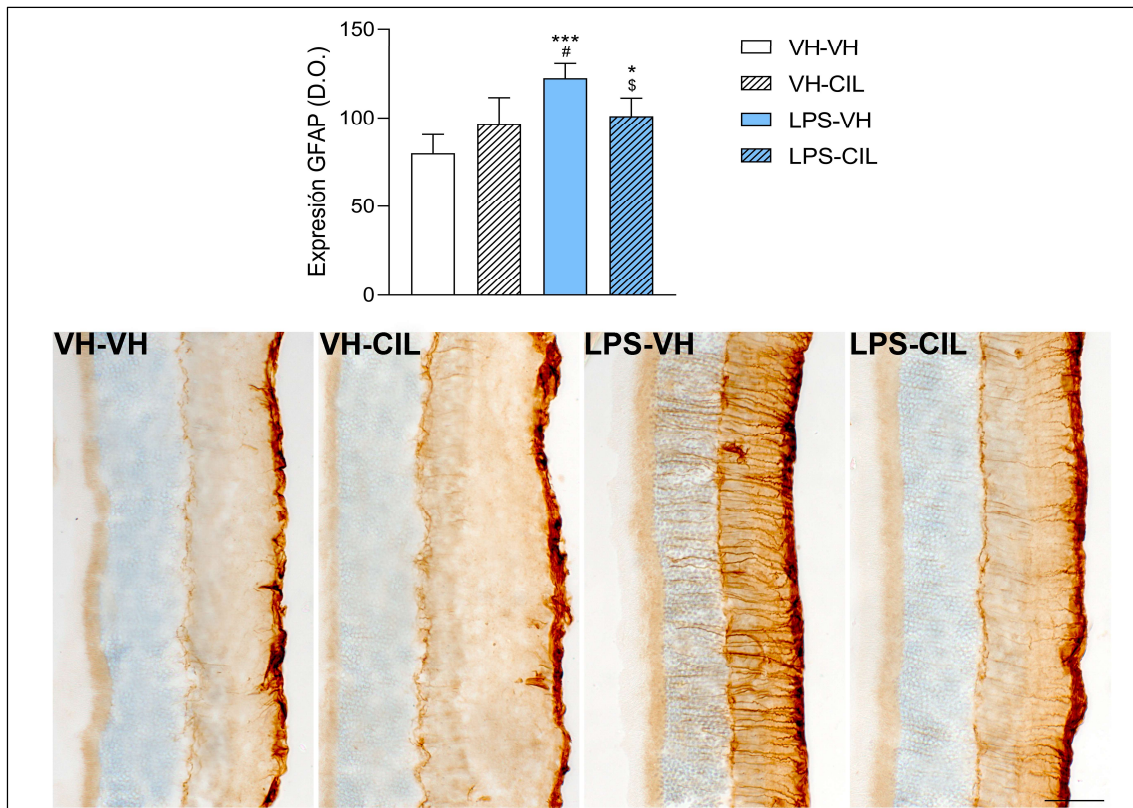 Expresión GFAP (D.O.)
150
100
50
0
***
#
*
$
VH-VH
VH-CIL
LPS-VH
LPS-CIL
VH-VH
VH-CIL
LPS-VH
LPS-CIL